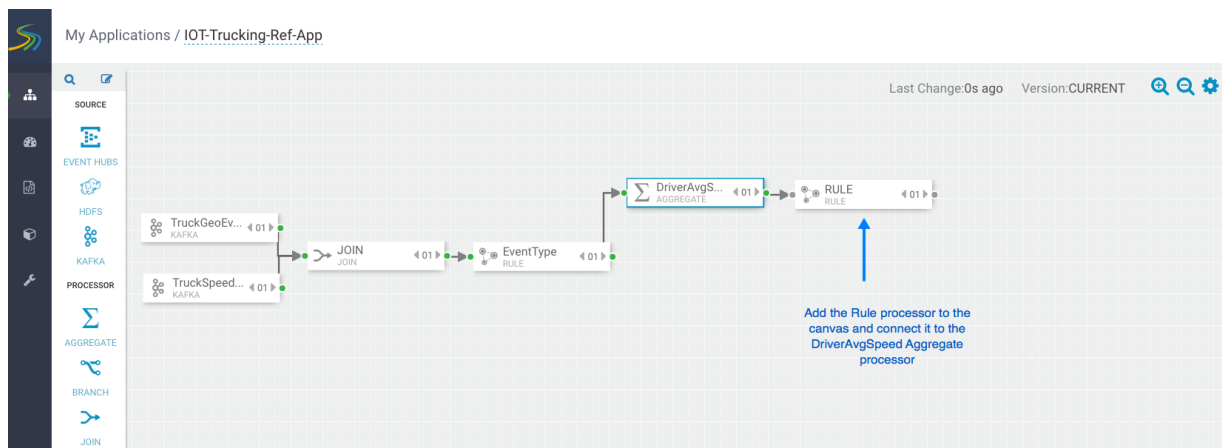 My Applications / IOT-Trucking-Ref-App
Last Change:0s ago Version:CURRENT
SOURCE
EVENT HUBS
HDFS
KAFKA
PROCESSOR
AGGREGATE
BRANCH
JOIN
TruckGeoEv... 01
KAFKA
TruckSpeed... 01
KAFKA
JOIN 01
JOIN
EventType 01
RULE
DriverAvgS... 01
AGGREGATE
RULE 01
RULE
Add the Rule processor to the
canvas and connect it to the
DriverAvgSpeed Aggregate
processor